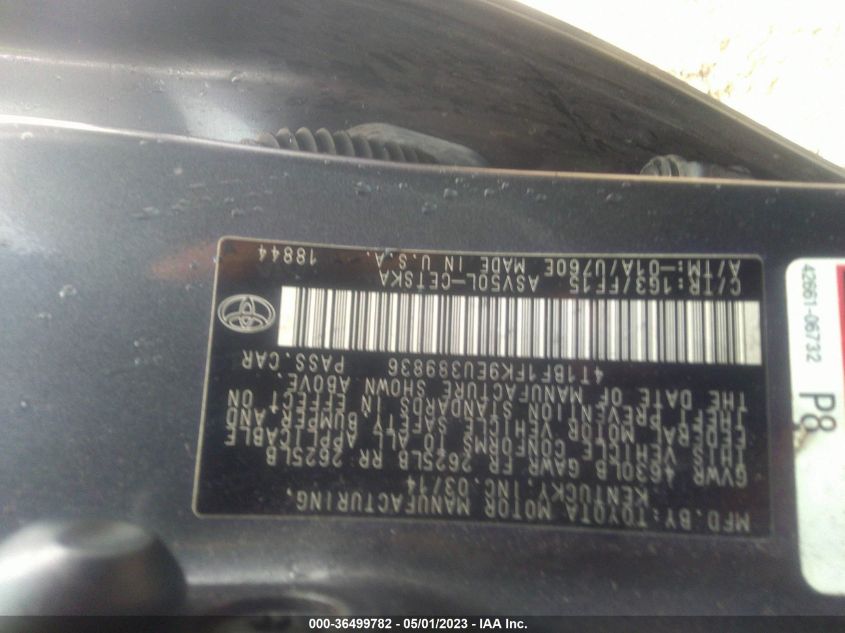 MFD. BY: TOYOTA MOTOR MANUFACTURING,
KENTUCKY, INC. 03/14
GVWR 4630LB GAWR FR 2625LB RR 2625LB
THIS VEHICLE CONFORMS TO ALL APPLICABLE
FEDERAL MOTOR VEHICLE SAFETY, BUMPER, AND
THEFT PREVENTION STANDARDS IN EFFECT ON
THE DATE OF MANUFACTURE SHOWN ABOVE.
4T1BF1FK9EU389836 PASS. CAR
C/TR: 1G3/FF15 ASV50L-CETSKA
A/TM: -01A/U760E MADE IN U.S.A.
18844
42661-06732
P8
000-36499782 - 05/01/2023 - IAA Inc.